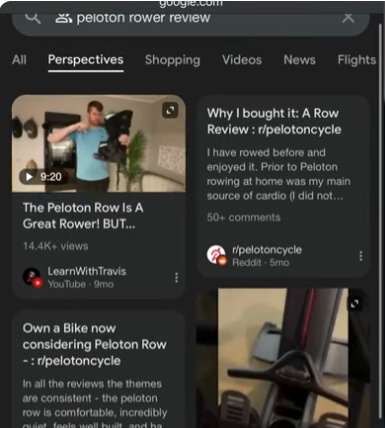 google.com
peloton rower review
All Perspectives Shopping Videos News Flights
9:20
The Peloton Row Is A
Great Rower! BUT...
14.4K+ views
LearnWithTravis
YouTube · 9mo
Why I bought it: A Row
Review : r/pelotoncycle
I have rowed before and
enjoyed it. Prior to Peloton
rowing at home was my main
source of cardio (I did not...
50+ comments
r/pelotoncycle
Reddit · 5mo
Own a Bike now
considering Peloton Row
- : r/pelotoncycle
In all the reviews the themes
are consistent - the peloton
row is comfortable, incredibly
quiet, feels well built, and ha